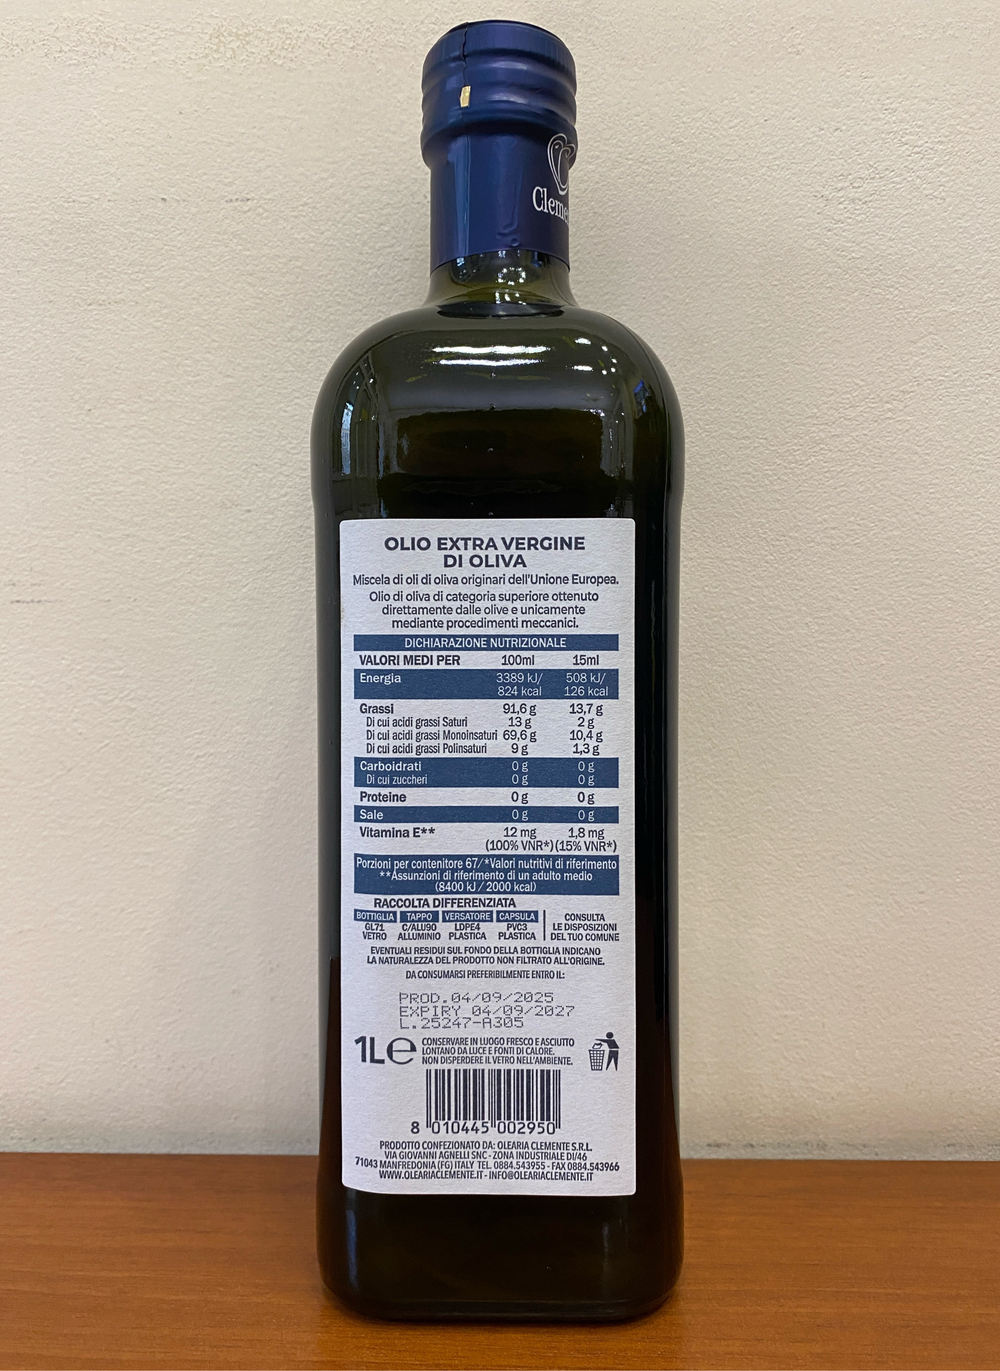 OLIO EXTRA VERGINE
DI OLIVA
Miscela di oli di oliva originari dell'Unione Europea.
Olio di oliva di categoria superiore ottenuto
direttamente dalle olive e unicamente
mediante procedimenti meccanici.
DICHIARAZIONE NUTRIZIONALE
VALORI MEDI PER 100ml 15ml
Energia 3389 kJ/ 508 kJ/
824 kcal 126 kcal
Grassi 91,6 g 13,7 g
Di cui acidi grassi Saturi 13 g 2 g
Di cui acidi grassi Monoinsaturi 69,6 g 10,4 g
Di cui acidi grassi Polinsaturi 9 g 1,3 g
Carboidrati 0 g 0 g
Di cui zuccheri 0 g 0 g
Proteine 0 g 0 g
Sale 0 g 0 g
Vitamina E** 12 mg 1,8 mg
(100% VNR*) (15% VNR*)
Porzioni per contenitore 67/*Valori nutritivi di riferimento
**Assunzioni di riferimento di un adulto medio
(8400 kJ / 2000 kcal)
RACCOLTA DIFFERENZIATA
BOTTIGLIA TAPPO VERSATORE CAPSULA CONSULTA
GL71 C/ALU90 LDPE4 PVC3 LE DISPOSIZIONI
VETRO ALLUMINIO PLASTICA PLASTICA DEL TUO COMUNE
EVENTUALI RESIDUI SUL FONDO DELLA BOTTIGLIA INDICANO
LA NATURALEZZA DEL PRODOTTO NON FILTRATO ALL'ORIGINE.
DA CONSUMARSI PREFERIBILMENTE ENTRO IL:
PROD.04/09/2025
EXPIRY 04/09/2027
L.25247-A305
1L℮ CONSERVARE IN LUOGO FRESCO E ASCIUTTO
LONTANO DA LUCE E FONTI DI CALORE.
NON DISPERDERE IL VETRO NELL'AMBIENTE.
8 010445 002950
PRODOTTO CONFEZIONATO DA: OLEARIA CLEMENTE S.R.L.
VIA GIOVANNI AGNELLI SNC - ZONA INDUSTRIALE DI/46
71043 MANFREDONIA (FG) ITALY TEL. 0884.543955 - FAX 0884.543966
WWW.OLEARIACLEMENTE.IT - INFO@OLEARIACLEMENTE.IT